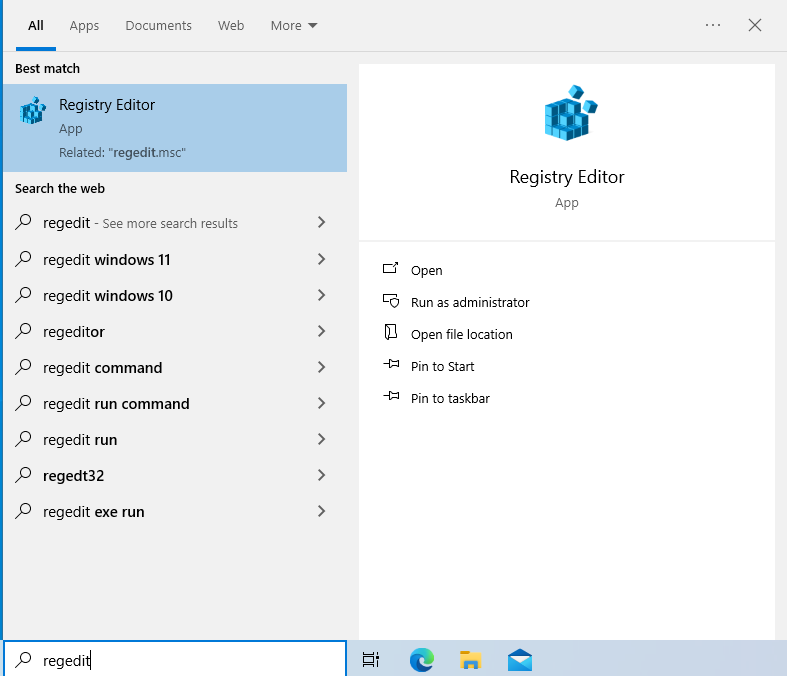 All Apps Documents Web More
Best match
Registry Editor
App
Related: "regedit.msc"
Search the web
regedit - See more search results
regedit windows 11
regedit windows 10
regeditor
regedit command
regedit run command
regedit run
regedt32
regedit exe run
Registry Editor
App
Open
Run as administrator
Open file location
Pin to Start
Pin to taskbar
regedit